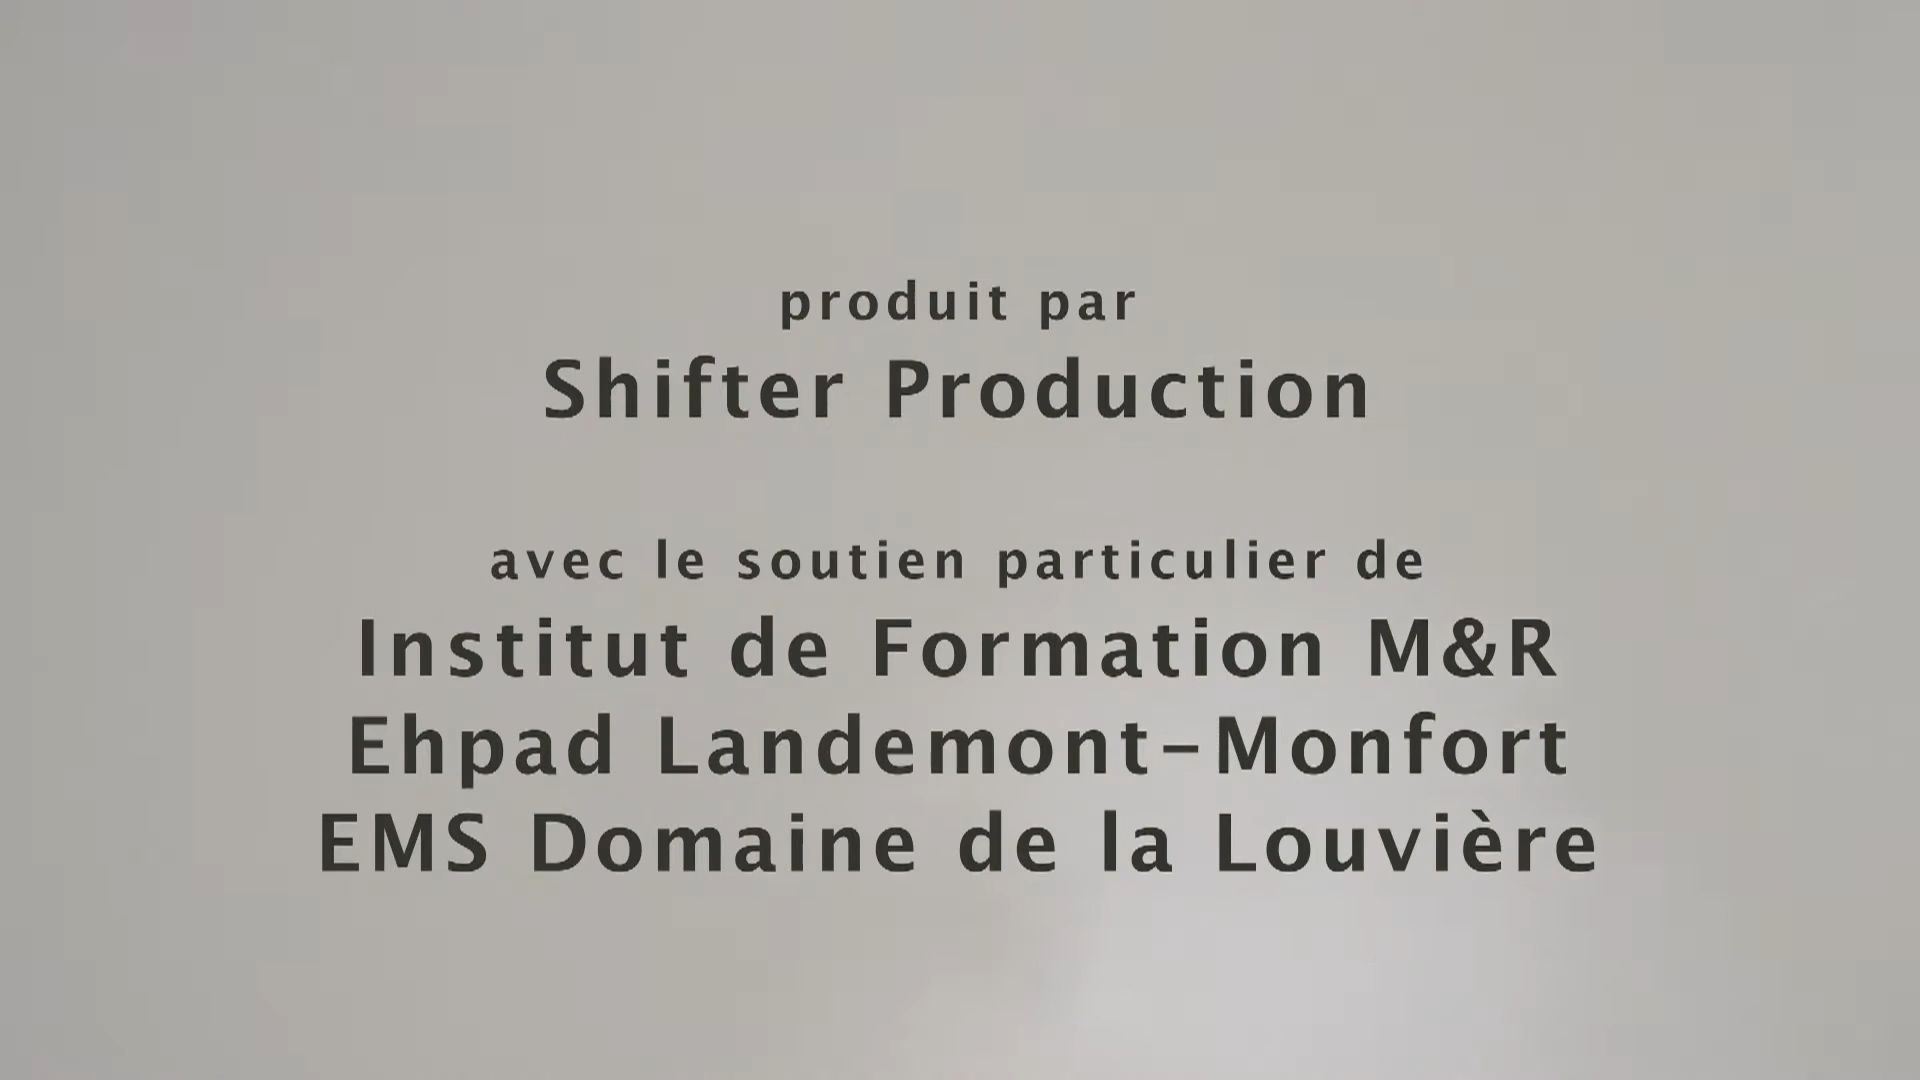 produit par
Shifter Production
avec le soutien particulier de
Institut de Formation M&R
Ehpad Landemont-Monfort
EMS Domaine de la Louvière